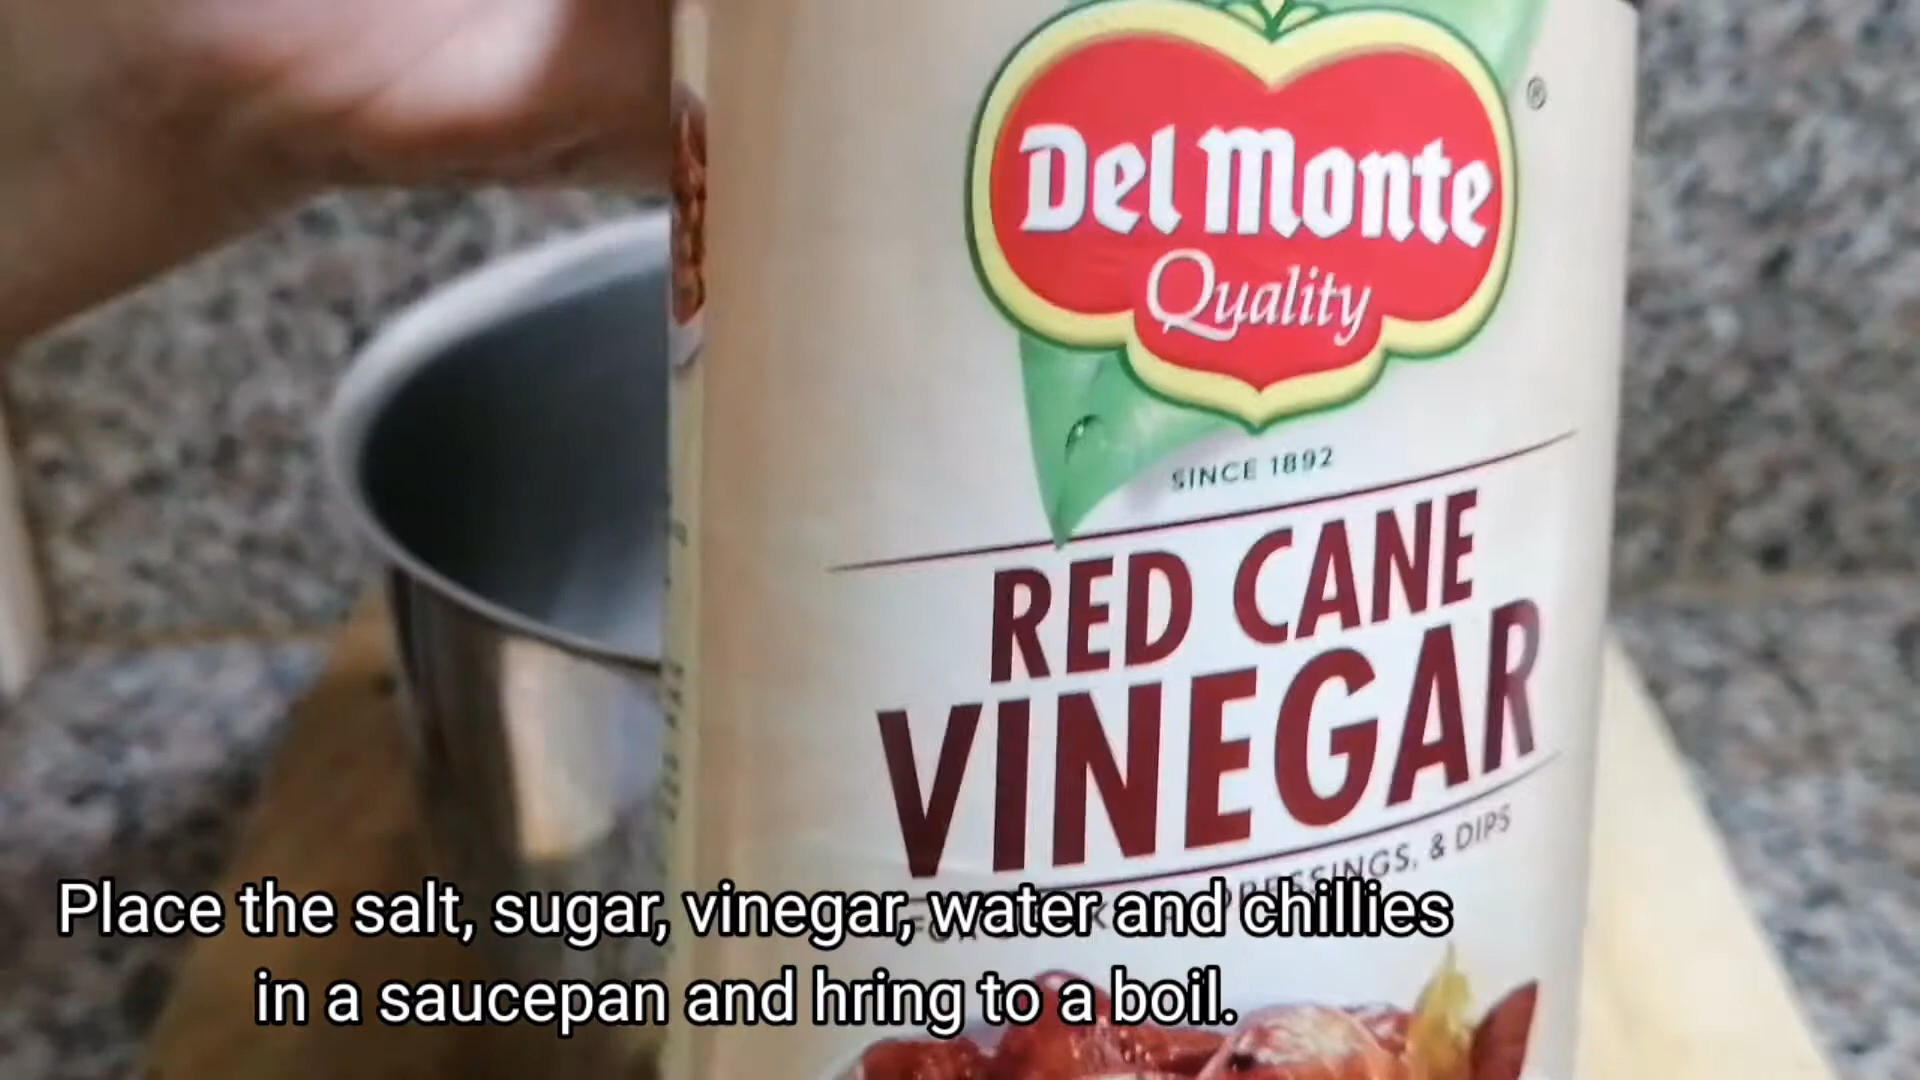 Del Monte
®
Quality
SINCE 1892
RED CANE
VINEGAR
DRESSINGS, & DIPS
Place the salt, sugar, vinegar, water and chillies
in a saucepan and hring to a boil.